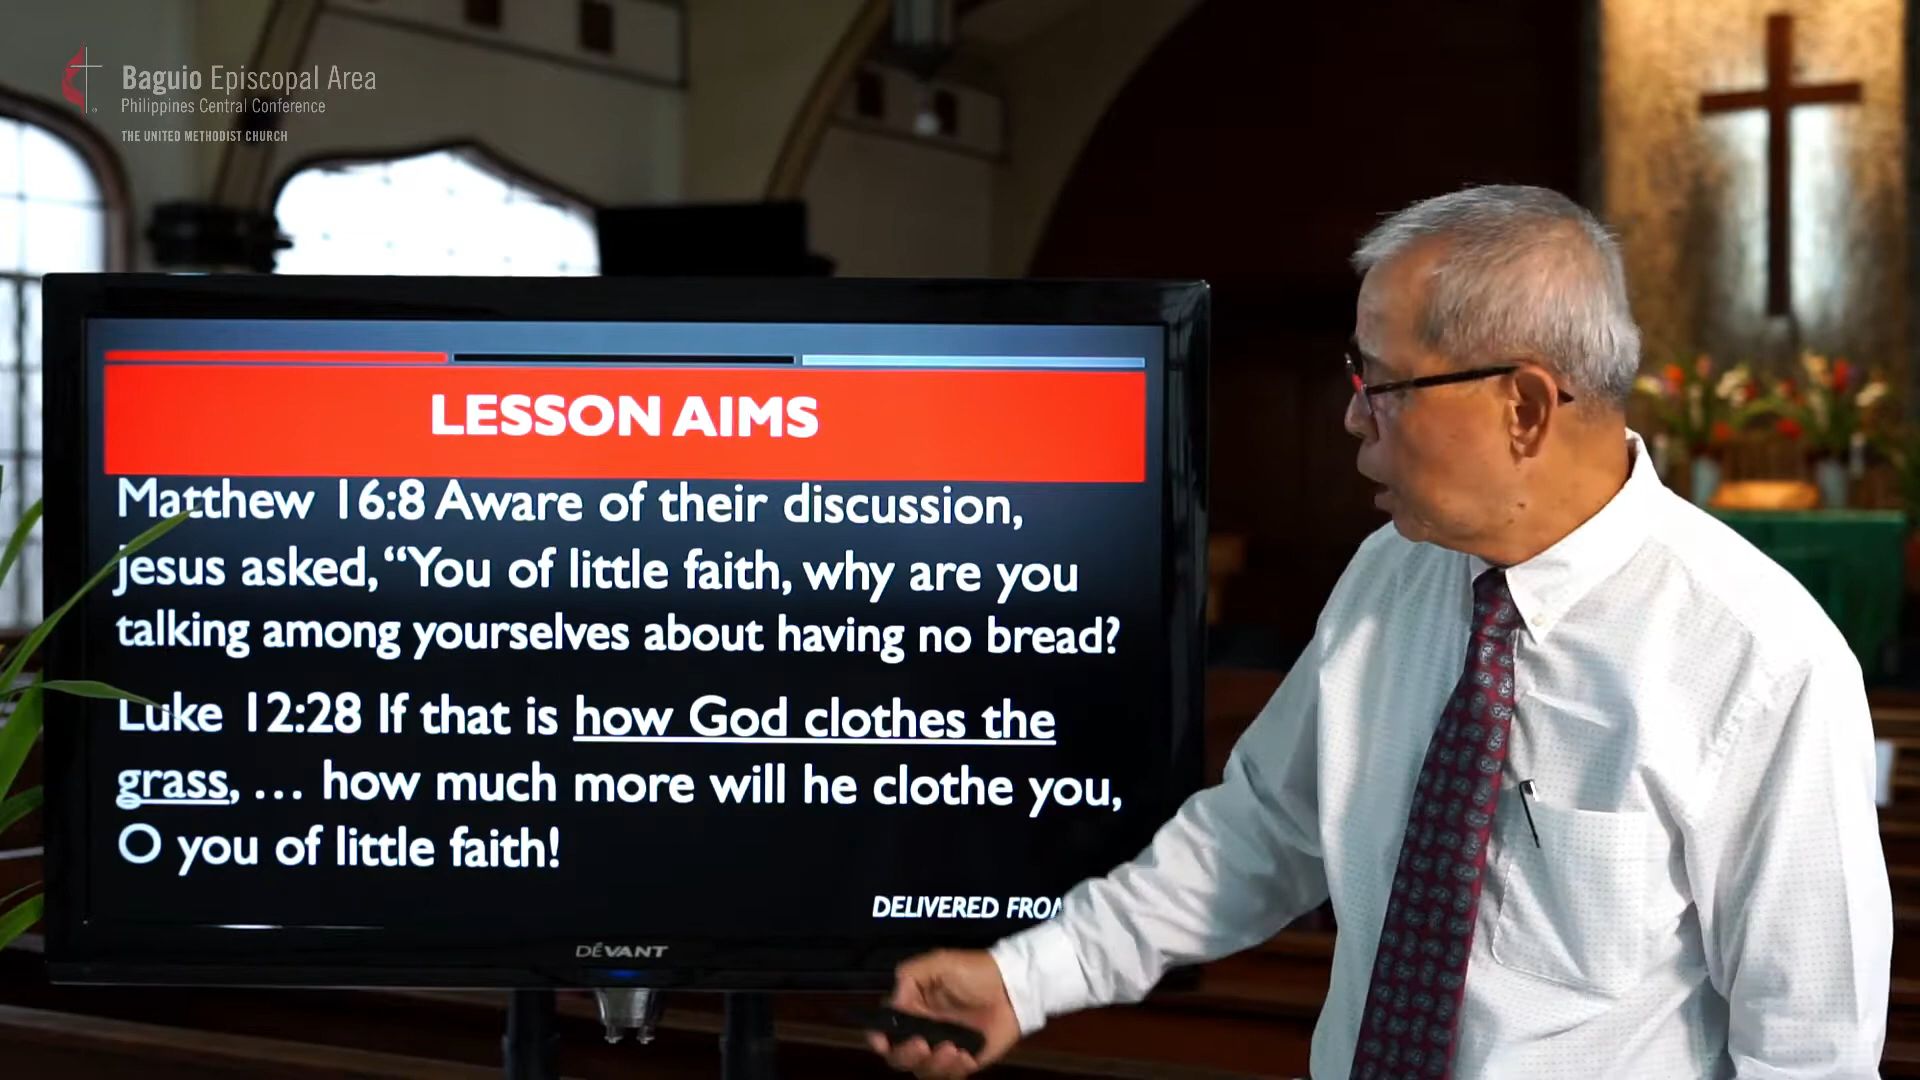 Baguio Episcopal Area
Philippines Central Conference
THE UNITED METHODIST CHURCH
LESSON AIMS
Matthew 16:8 Aware of their discussion,
Jesus asked, “You of little faith, why are you
talking among yourselves about having no bread?
Luke 12:28 If that is how God clothes the
grass, … how much more will he clothe you,
O you of little faith!
DELIVERED
DEVANT